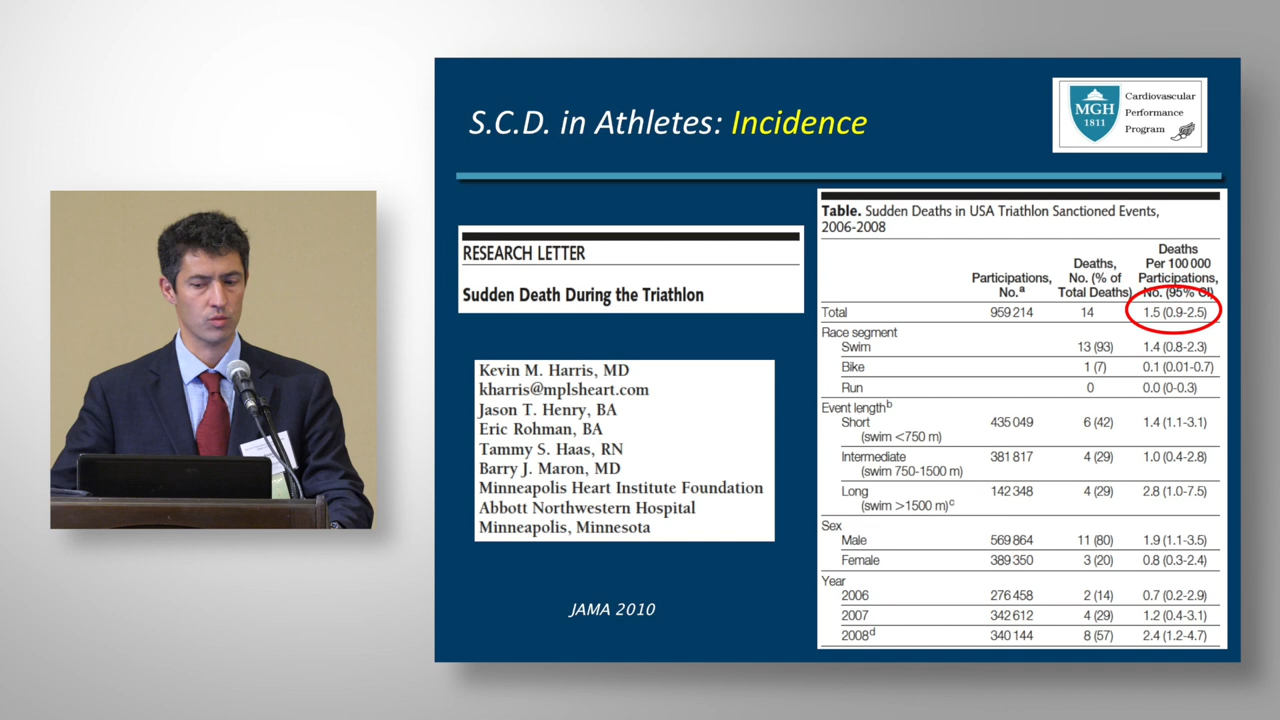 S.C.D. in Athletes: Incidence
MGH
1811
Cardiovascular
Performance
Program
RESEARCH LETTER
Sudden Death During the Triathlon
Kevin M. Harris, MD
kharris@mplsheart.com
Jason T. Henry, BA
Eric Rohman, BA
Tammy S. Haas, RN
Barry J. Maron, MD
Minneapolis Heart Institute Foundation
Abbott Northwestern Hospital
Minneapolis, Minnesota
JAMA 2010
Table. Sudden Deaths in USA Triathlon Sanctioned Events,
2006-2008
Participations,
No.a
Deaths,
No. (% of
Total Deaths)
Deaths
Per 100 000
Participations,
No. (95% CI)
Total 959 214 14 1.5 (0.9-2.5)
Race segment
Swim 13 (93) 1.4 (0.8-2.3)
Bike 1 (7) 0.1 (0.01-0.7)
Run 0 0.0 (0-0.3)
Event lengthb
Short 435 049 6 (42) 1.4 (1.1-3.1)
(swim <750 m)
Intermediate 381 817 4 (29) 1.0 (0.4-2.8)
(swim 750-1500 m)
Long 142 348 4 (29) 2.8 (1.0-7.5)
(swim >1500 m)c
Sex
Male 569 864 11 (80) 1.9 (1.1-3.5)
Female 389 350 3 (20) 0.8 (0.3-2.4)
Year
2006 276 458 2 (14) 0.7 (0.2-2.9)
2007 342 612 4 (29) 1.2 (0.4-3.1)
2008d 340 144 8 (57) 2.4 (1.2-4.7)